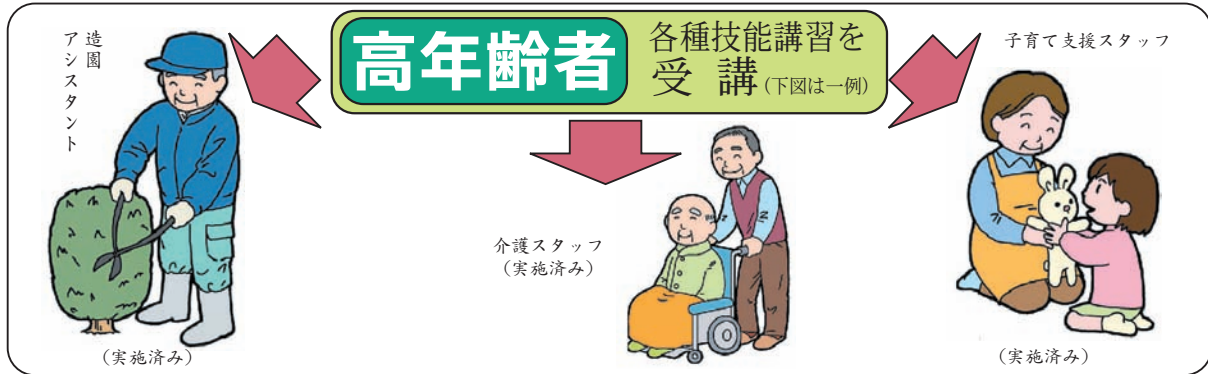 高年齢者
各種技能講習を
受講(下図は一例)
造園
アシスタント
(実施済み)
介護スタッフ
(実施済み)
子育て支援スタッフ
(実施済み)